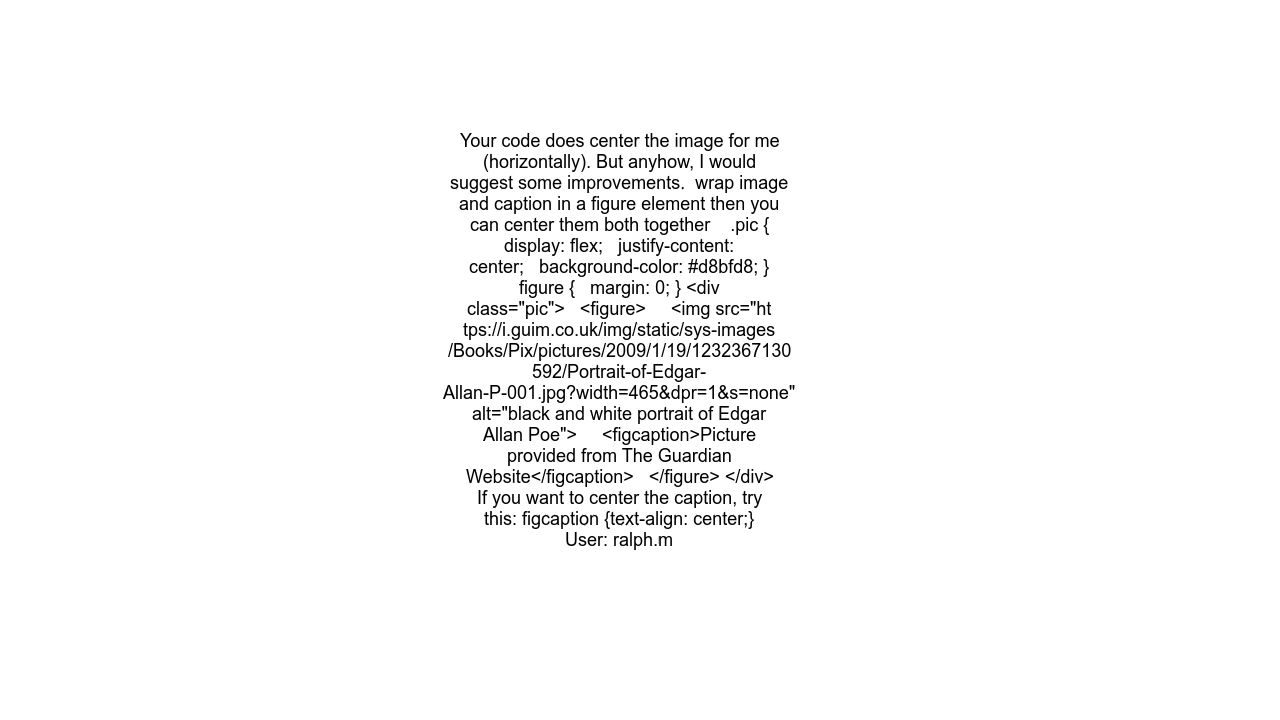 Your code does center the image for me
(horizontally). But anyhow, I would
suggest some improvements.  wrap image
and caption in a figure element then you
can center them both together    .pic {
display: flex;   justify-content:
center;   background-color: #d8bfd8; }
figure {   margin: 0; } <div
class="pic">   <figure>     <img src="ht
tps://i.guim.co.uk/img/static/sys-images
/Books/Pix/pictures/2009/1/19/1232367130
592/Portrait-of-Edgar-
Allan-P-001.jpg?width=465&dpr=1&s=none"
alt="black and white portrait of Edgar
Allan Poe">     <figcaption>Picture
provided from The Guardian
Website</figcaption>   </figure> </div>
If you want to center the caption, try
this: figcaption {text-align: center;}
User: ralph.m